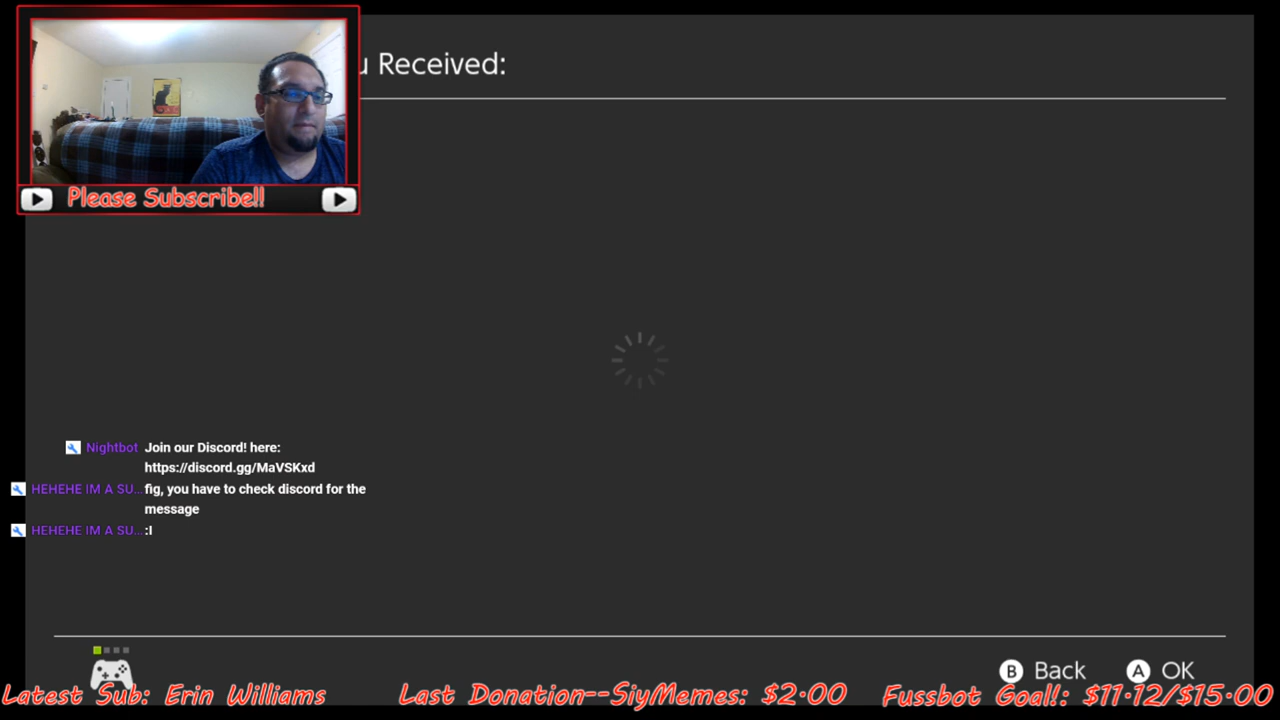 u Received:
Please Subscribe!!
Nightbot Join our Discord! here:
https://discord.gg/MaVSKxd
HEHEHE IM A SU... fig, you have to check discord for the
message
HEHEHE IM A SU... :I
B Back A OK
Latest Sub: Erin Williams Last Donation--SiyMemes: $2.00 Fussbot Goal!: $11.12/$15.00